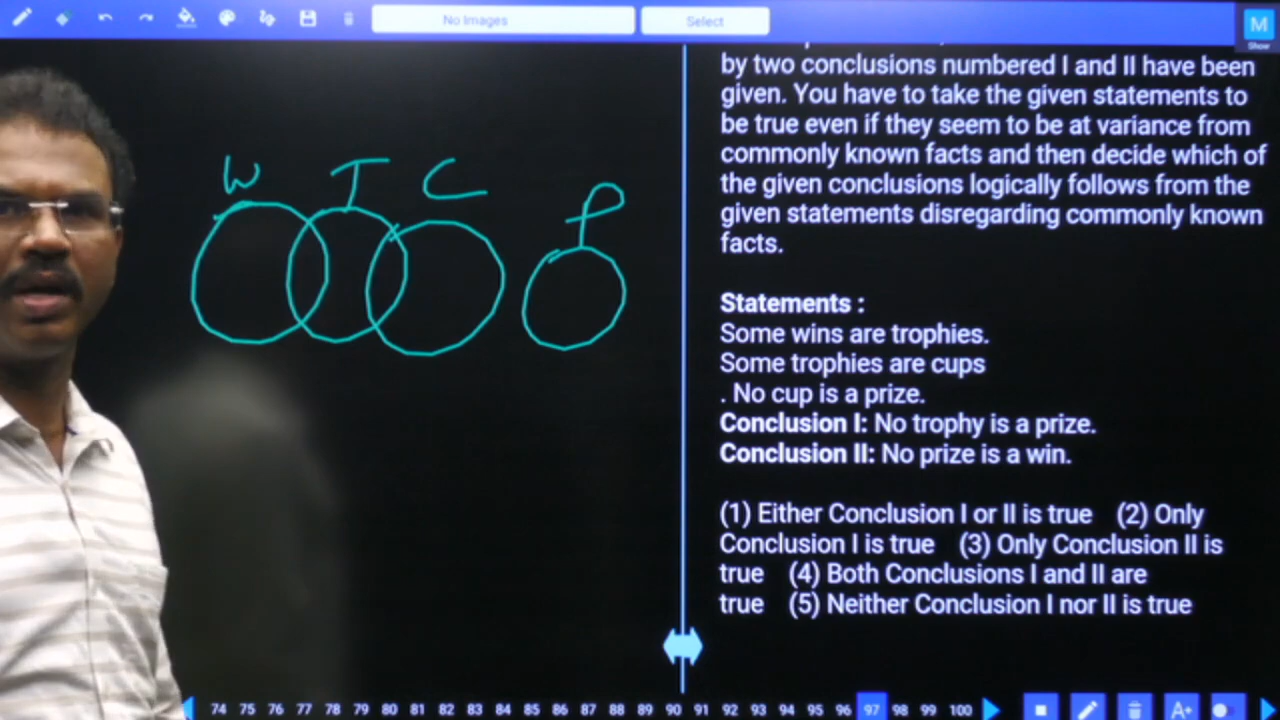 No Images
Select
M
Show
by two conclusions numbered I and II have been
given. You have to take the given statements to
be true even if they seem to be at variance from
commonly known facts and then decide which of
the given conclusions logically follows from the
given statements disregarding commonly known
facts.
W T C P
Statements :
Some wins are trophies.
Some trophies are cups
. No cup is a prize.
Conclusion I: No trophy is a prize.
Conclusion II: No prize is a win.
(1) Either Conclusion I or II is true (2) Only
Conclusion I is true (3) Only Conclusion II is
true (4) Both Conclusions I and II are
true (5) Neither Conclusion I nor II is true
74 75 76 77 78 79 80 81 82 83 84 85 86 87 88 89 90 91 92 93 94 95 96 97 98 99 100
A+